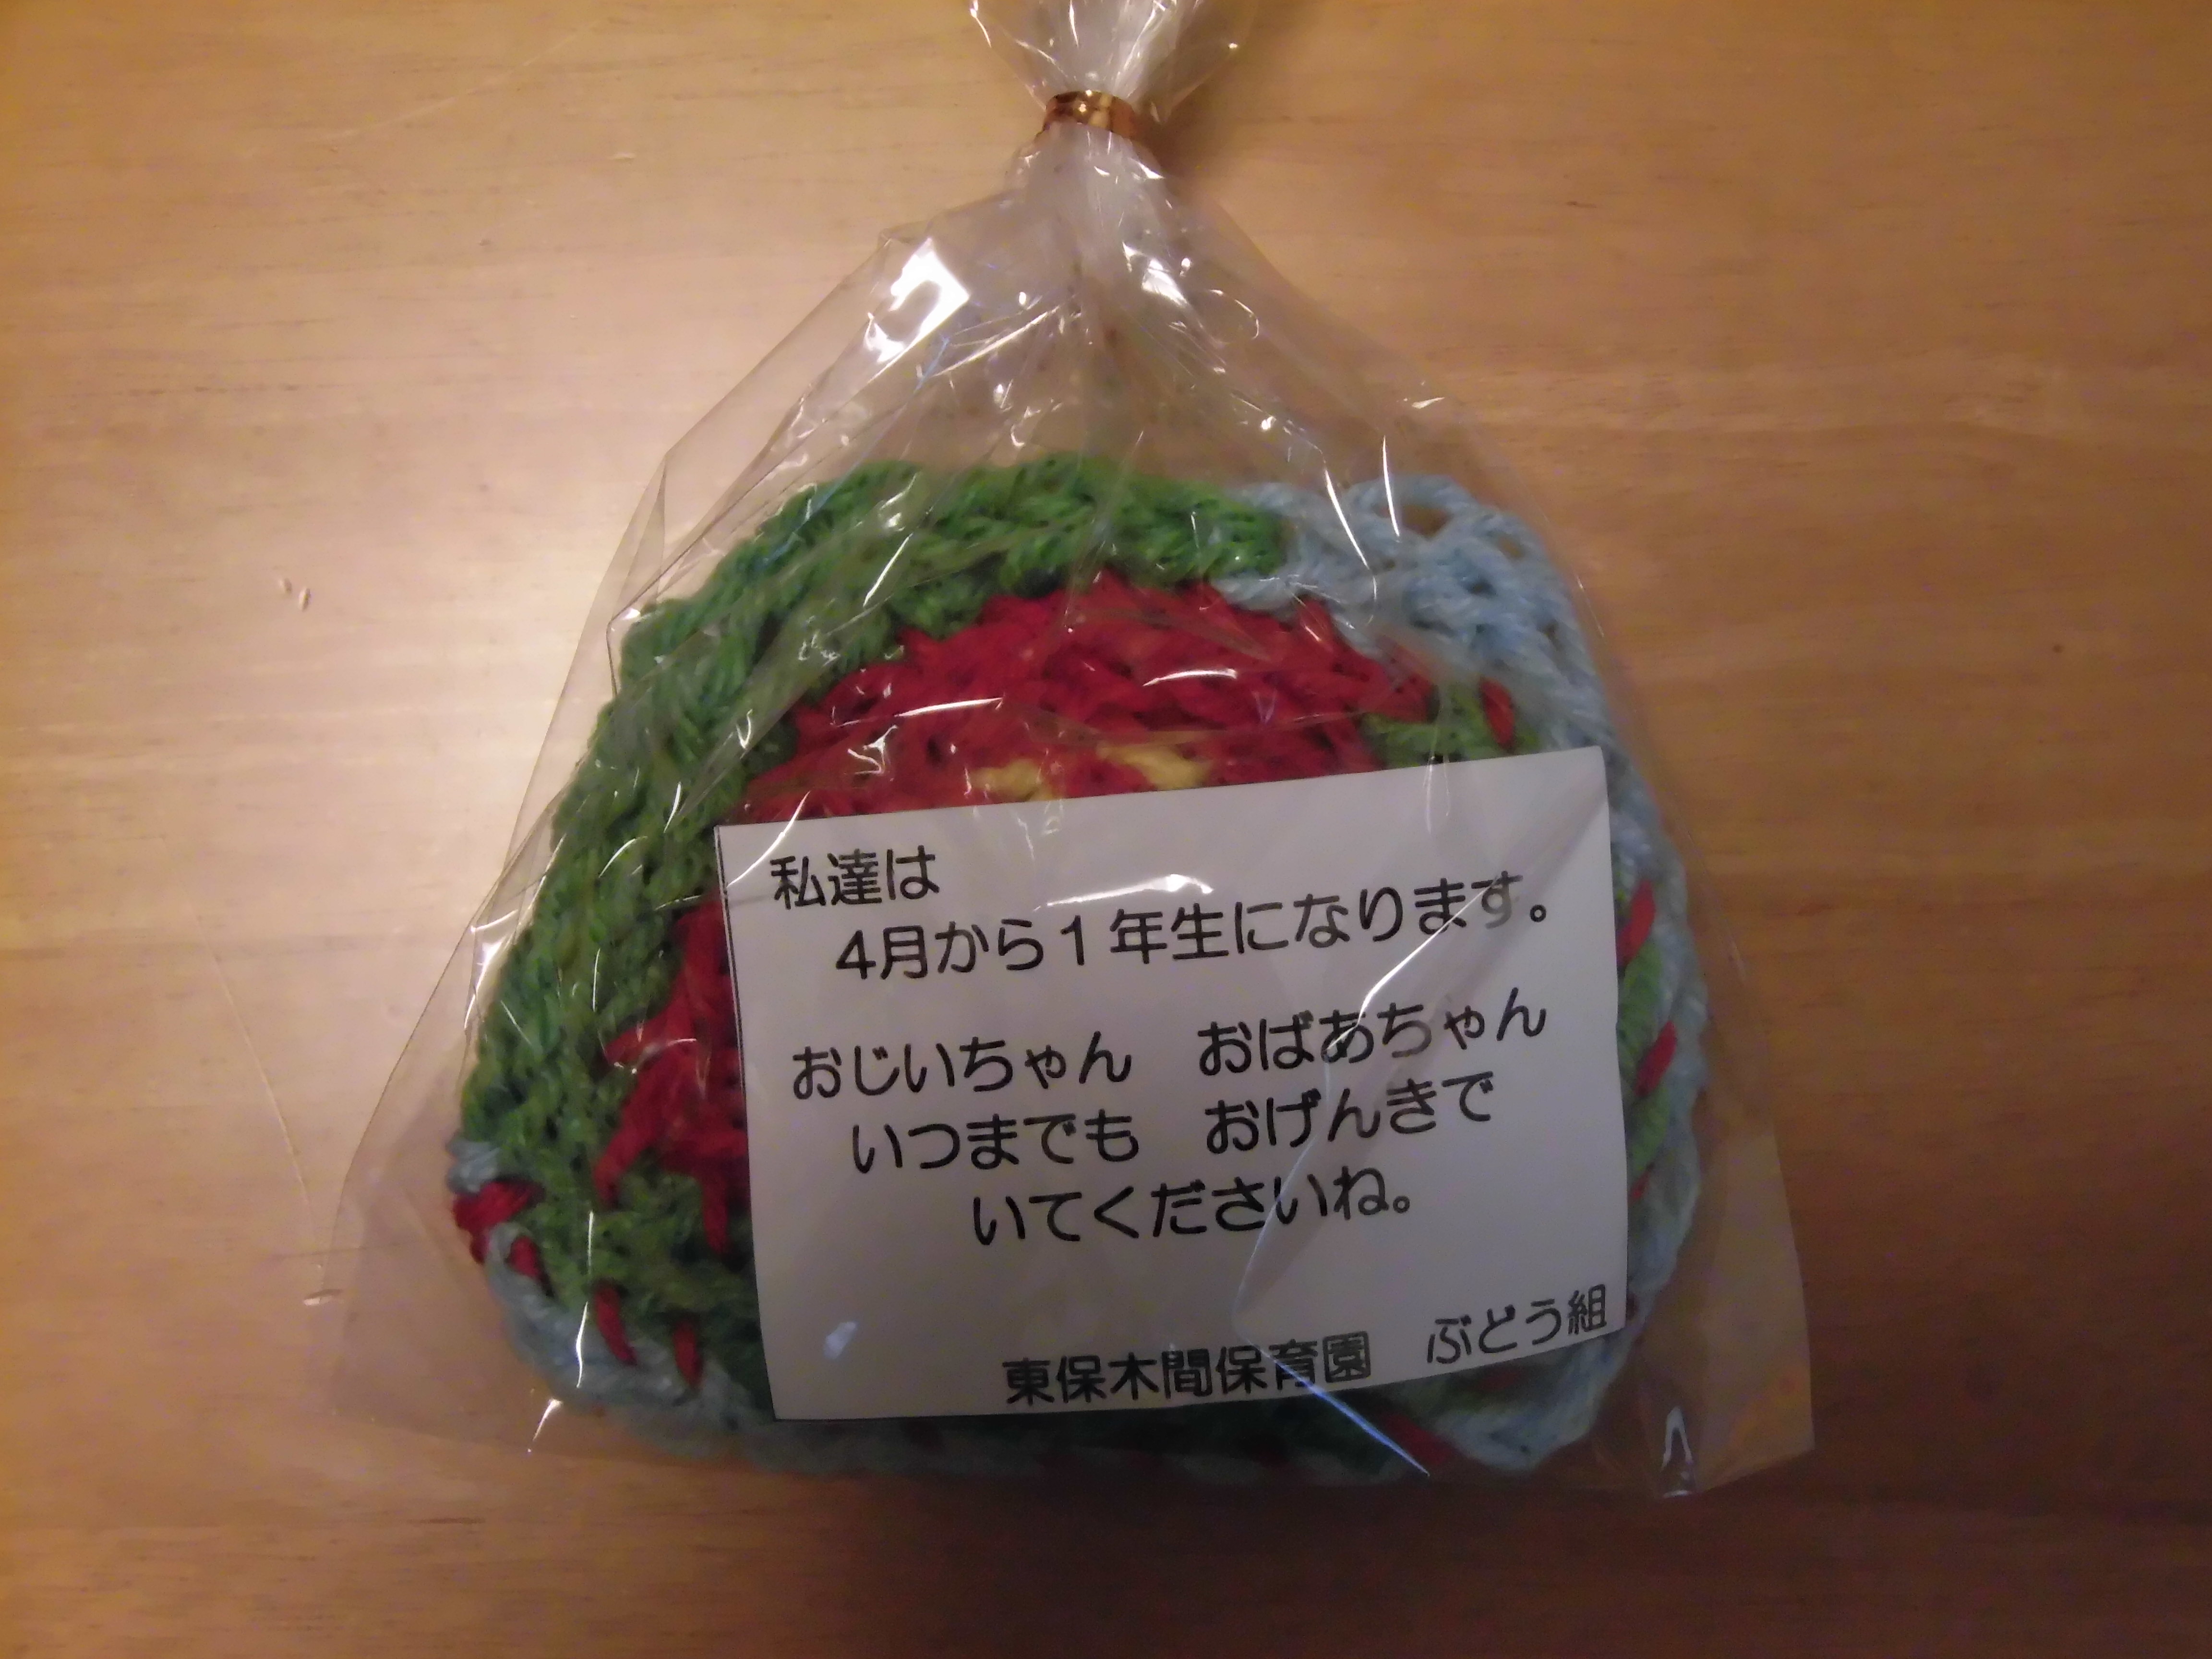 私達は
4月から1年生になります。
おじいちゃん　おばあちゃん
いつまでも　おげんきで
いてくださいね。
東保木間保育園　ぶどう組